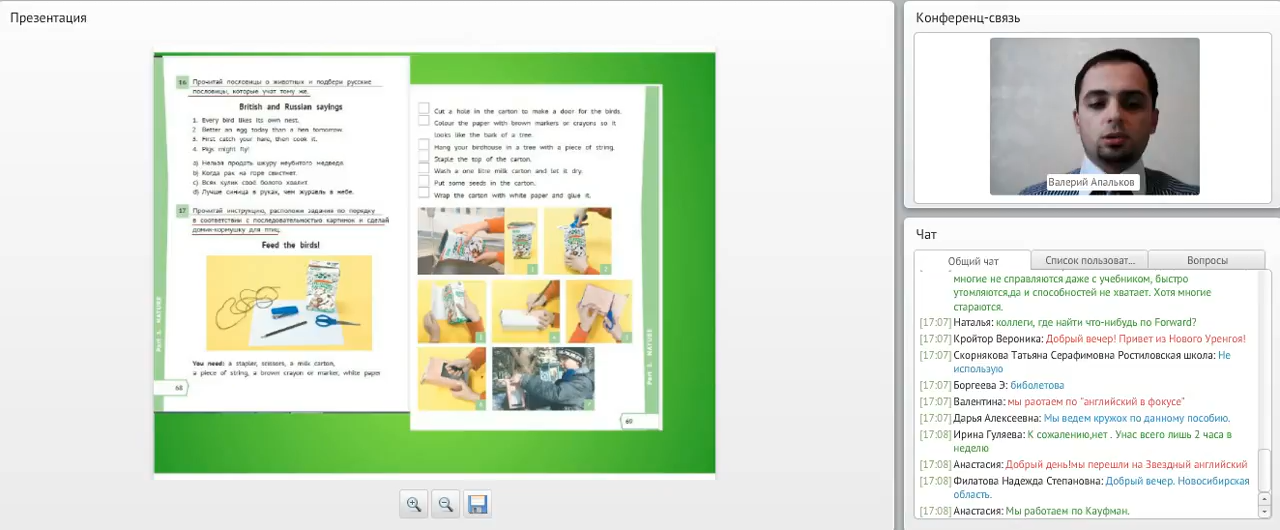 Презентация
16 Прочитай пословицы о животных и подбери русские
пословицы, которые учат тому же.
British and Russian sayings
1. Every bird likes its own nest.
2. Better an egg today than a hen tomorrow.
3. First catch your hare, then cook it.
4. Pigs might fly!
a) Нельзя продать шкуру неубитого медведя.
b) Когда рак на горе свистнет.
c) Всяк кулик своё болото хвалит.
d) Лучше синица в руках, чем журавль в небе.
17 Прочитай инструкцию, расположи задания по порядку
в соответствии с последовательностью картинок и сделай
домик-кормушку для птиц.
Feed the birds!
You need: a stapler, scissors, a milk carton,
a piece of string, a brown crayon or marker, white paper
Part 3. NATURE
68
Cut a hole in the carton to make a door for the birds.
Colour the paper with brown markers or crayons so it
looks like the bark of a tree.
Hang your birdhouse in a tree with a piece of string.
Staple the top of the carton.
Wash a one litre milk carton and let it dry.
Put some seeds in the carton.
Wrap the carton with white paper and glue it.
1
2
3
4
5
6
7
Part 3. NATURE
69
Конференц-связь
Валерий Апальков
Чат
Общий чат
Список пользоват...
Вопросы
многие не справляются даже с учебником, быстро
утомляются,да и способностей не хватает. Хотя многие
стараются.
[17:07] Наталья: коллеги, где найти что-нибудь по Forward?
[17:07] Кройтор Вероника: Добрый вечер! Привет из Нового Уренгоя!
[17:07] Скорнякова Татьяна Серафимовна Ростиловская школа: Не
использую
[17:07] Боргеева Э: биболетова
[17:07] Валентина: мы раотаем по "английский в фокусе"
[17:07] Дарья Алексеевна: Мы ведем кружок по данному пособию.
[17:08] Ирина Гуляева: К сожалению,нет . Унас всего лишь 2 часа в
неделю
[17:08] Анастасия: Добрый день!мы перешли на Звездный английский
[17:08] Филатова Надежда Степановна: Добрый вечер. Новосибирская
область.
[17:08] Анастасия: Мы работаем по Кауфман.